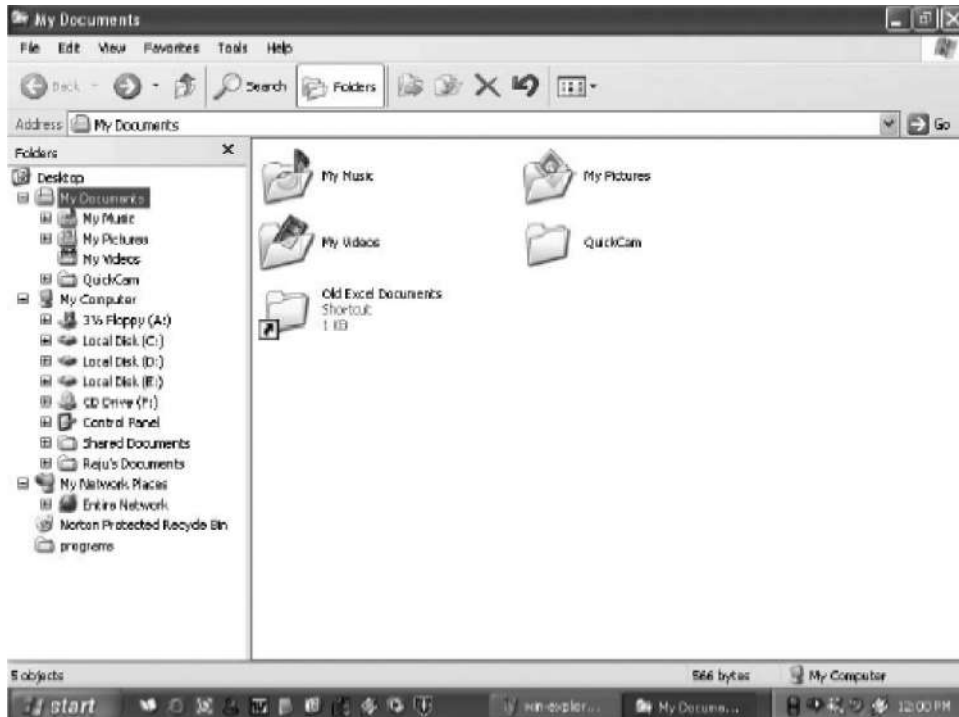 My Documents
File Edit View Favorites Tools Help
Back Search Folders
Address My Documents Go
Folders
Desktop
My Documents
My Music
My Pictures
My Videos
QuickCam
My Computer
3½ Floppy (A:)
Local Disk (C:)
Local Disk (D:)
Local Disk (E:)
CD Drive (F:)
Control Panel
Shared Documents
Reju's Documents
My Network Places
Entire Network
Norton Protected Recycle Bin
programs
My Music My Pictures
My Videos QuickCam
Old Excel Documents
Shortcut
1 KB
5 objects 566 bytes My Computer
start win-explor... My Docume... 12:00 PM